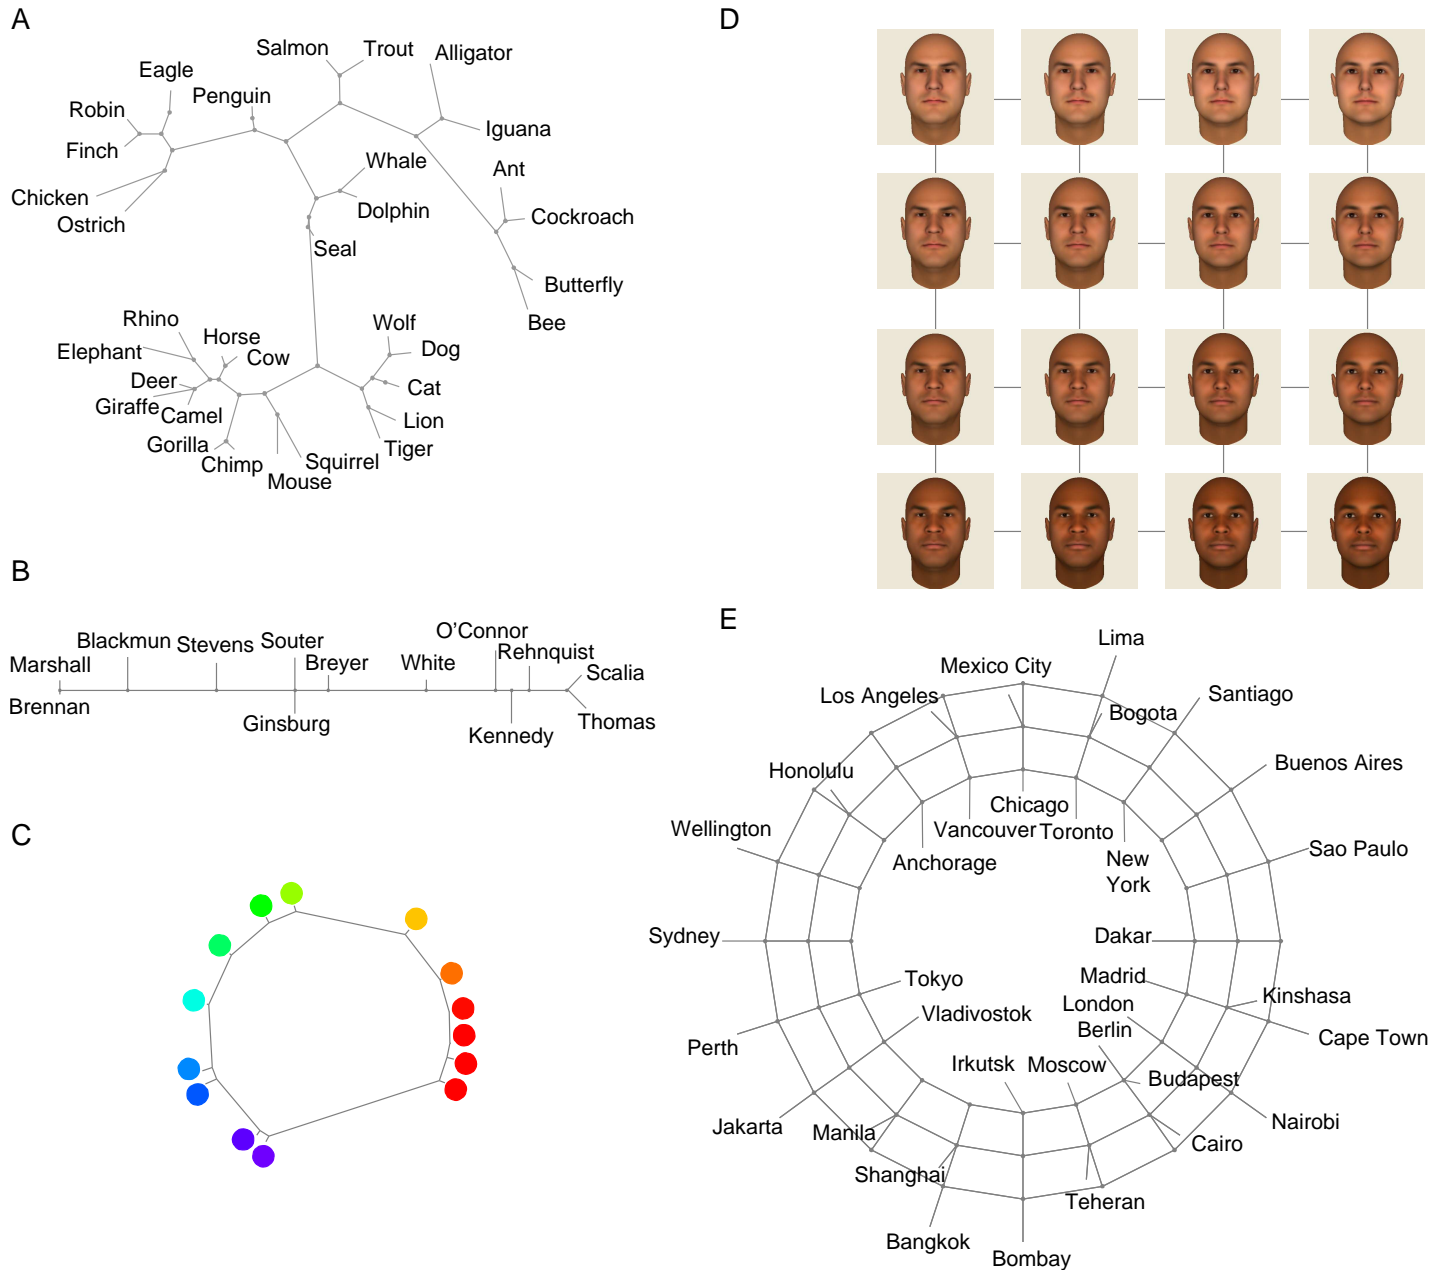 A
Salmon
Trout
Alligator
Eagle
Penguin
Robin
Iguana
Finch
Whale
Ant
Chicken
Dolphin
Cockroach
Ostrich
Seal
Butterfly
Bee
Rhino
Horse
Wolf
Elephant
Cow
Dog
Deer
Cat
Giraffe
Camel
Lion
Gorilla
Tiger
Chimp
Squirrel
Mouse
B
Marshall
Blackmun
Stevens
Souter
Breyer
White
O'Connor
Rehnquist
Scalia
Brennan
Ginsburg
Kennedy
Thomas
C
D
E
Lima
Mexico City
Los Angeles
Santiago
Bogota
Honolulu
Buenos Aires
Chicago
Wellington
Vancouver
Toronto
Anchorage
New
York
Sao Paulo
Sydney
Dakar
Tokyo
Madrid
Kinshasa
Vladivostok
London
Cape Town
Perth
Berlin
Irkutsk
Moscow
Budapest
Jakarta
Manila
Nairobi
Cairo
Shanghai
Teheran
Bangkok
Bombay